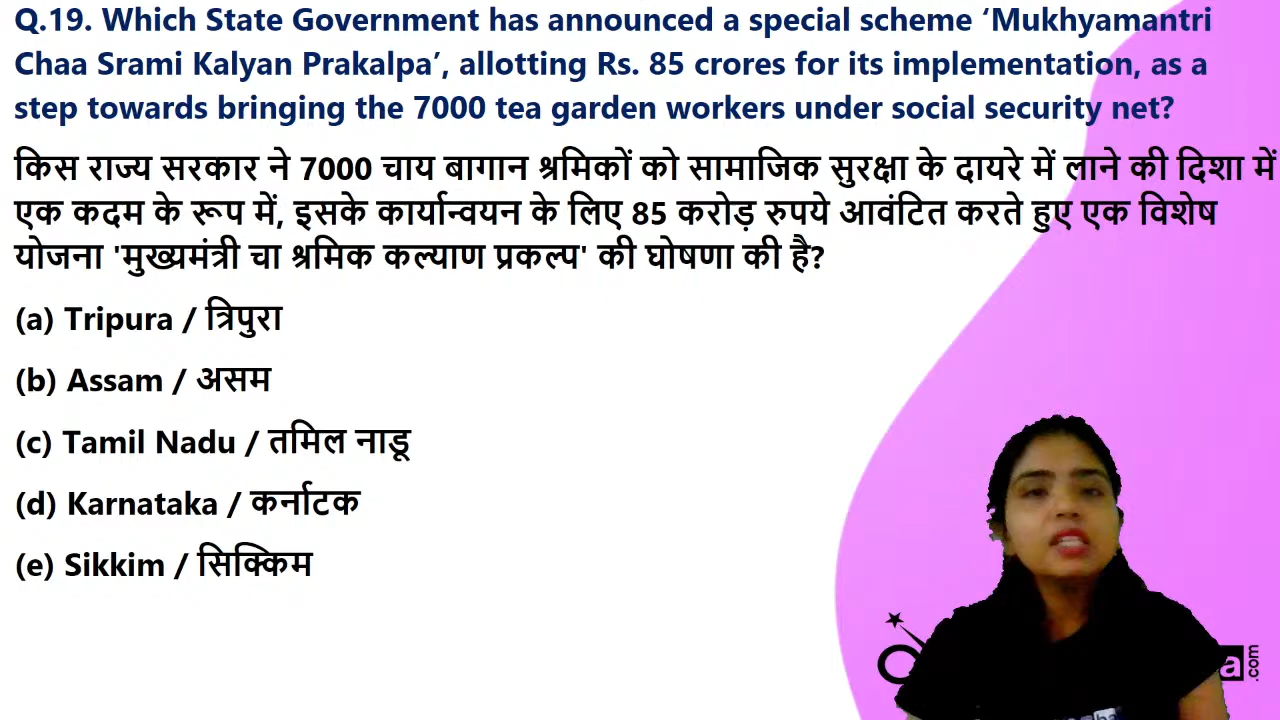 Q.19. Which State Government has announced a special scheme ‘Mukhyamantri
Chaa Srami Kalyan Prakalpa’, allotting Rs. 85 crores for its implementation, as a
step towards bringing the 7000 tea garden workers under social security net?
किस राज्य सरकार ने 7000 चाय बागान श्रमिकों को सामाजिक सुरक्षा के दायरे में लाने की दिशा में
एक कदम के रूप में, इसके कार्यान्वयन के लिए 85 करोड़ रुपये आवंटित करते हुए एक विशेष
योजना 'मुख्यमंत्री चा श्रमिक कल्याण प्रकल्प' की घोषणा की है?
(a) Tripura / त्रिपुरा
(b) Assam / असम
(c) Tamil Nadu / तमिल नाडू
(d) Karnataka / कर्नाटक
(e) Sikkim / सिक्किम
a .com